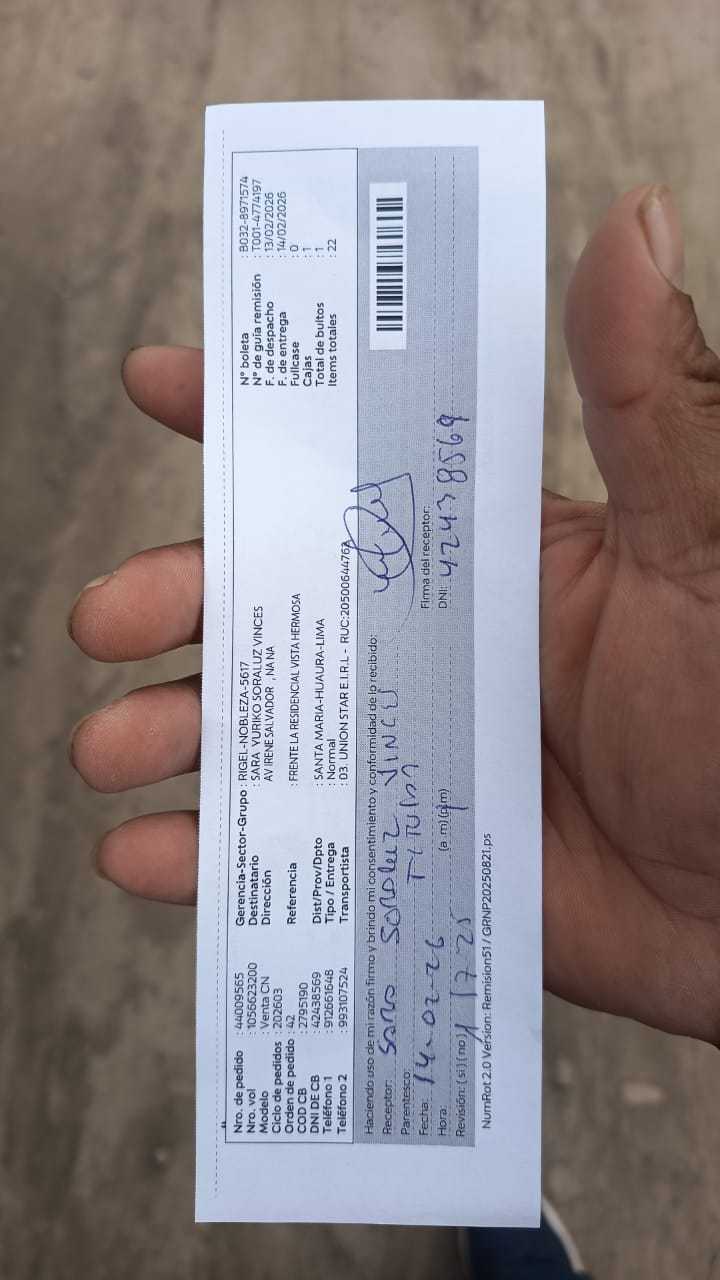 Nro. de pedido : 44009565
Nro. vol : 1056623200
Modelo : Venta CN
Ciclo de pedidos : 202603
Orden de pedido : 42
COD CB : 2795190
DNI DE CB : 42438569
Teléfono 1 : 912661648
Teléfono 2 : 993107524
Gerencia-Sector-Grupo : RIGEL-NOBLEZA-5617
Destinatario : SARA YURIKO SORALUZ VINCES
Dirección AV IRENE SALVADOR , NA NA
Referencia : FRENTE LA RESIDENCIAL VISTA HERMOSA
Dist/Prov/Dpto : SANTA MARIA-HUAURA-LIMA
Tipo / Entrega : Normal
Transportista : D3. UNION STAR E.I.R.L - RUC:20500644762
N° boleta : B032-8971574
N° de guía remisión : T001-4774197
F. de despacho : 13/02/2026
F. de entrega : 14/02/2026
Fullcase : 0
Cajas : 1
Total de bultos : 1
Items totales : 22
Haciendo uso de mi razón firmo y brindo mi consentimiento y conformidad de lo recibido:
Receptor: Sara Soraluz Vinces
Parentesco: Titular
Firma del receptor:
Fecha: 14-02-26
DNI: 42438569
Hora: 17 25 (a.m) (p.m)
Revisión: (si) (no)
NumRot 2.0 Version: Remision51 / GRNP20250821.ps